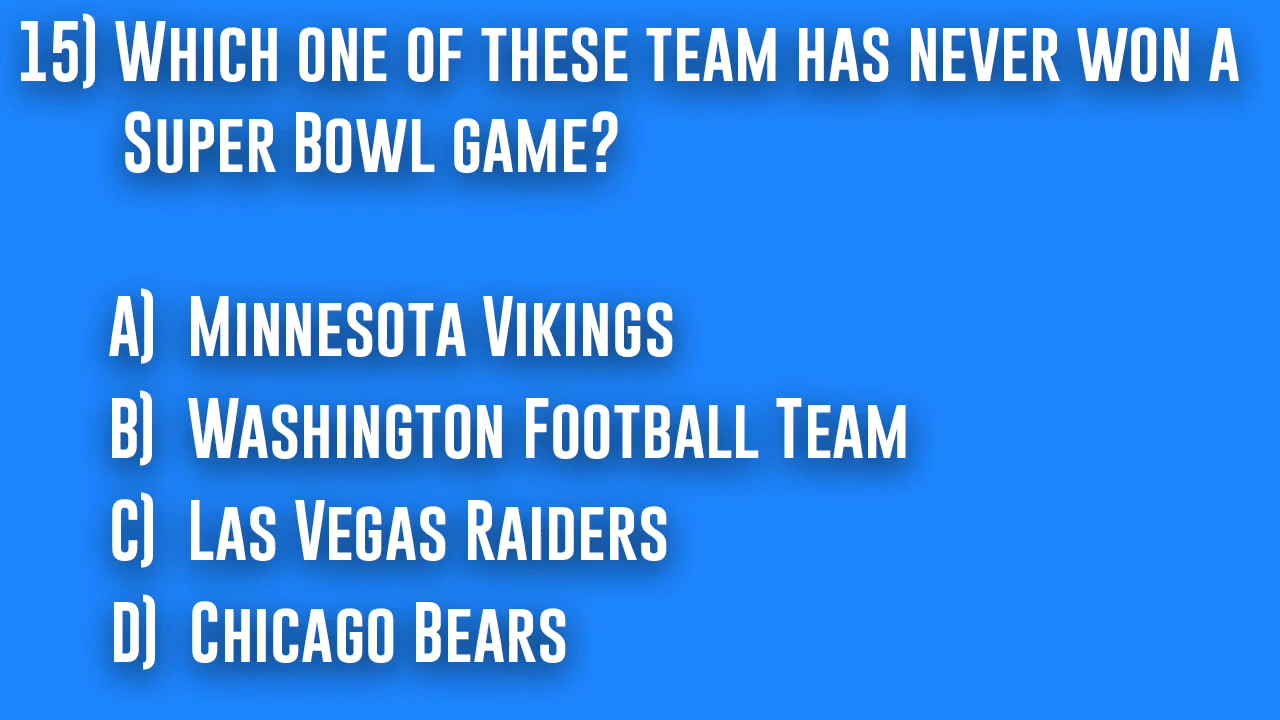 15) Which one of these team has never won a
Super Bowl game?
A) Minnesota Vikings
B) Washington Football Team
C) Las Vegas Raiders
D) Chicago Bears